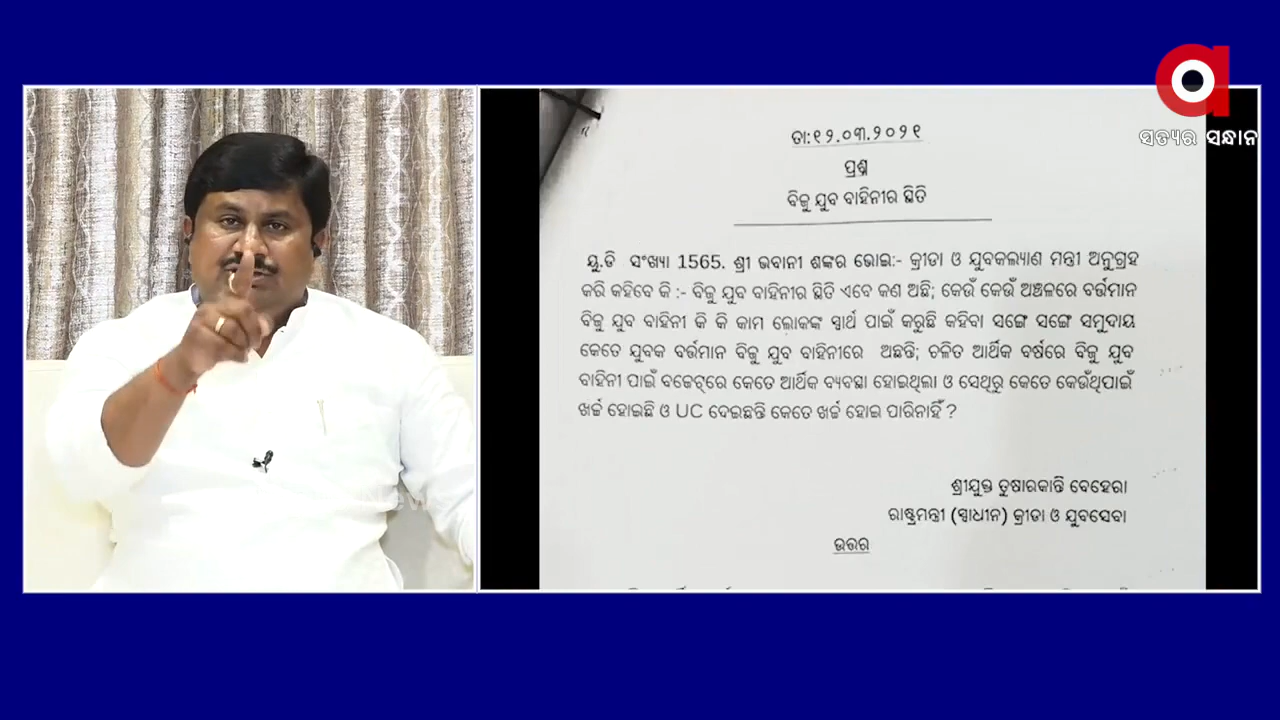 ସତ୍ୟର ସନ୍ଧାନ
ତା:୧୨.୦୩.୨୦୨୧
ପ୍ରଶ୍ନ
ବିଜୁ ଯୁବ ବାହିନୀର ସ୍ଥିତି
ୟୁ.ଡି ସଂଖ୍ୟା 1565. ଶ୍ରୀ ଭବାନୀ ଶଙ୍କର ଭୋଇ:- କ୍ରୀଡା ଓ ଯୁବକଲ୍ୟାଣ ମନ୍ତ୍ରୀ ଅନୁଗ୍ରହ
କରି କହିବେ କି :- ବିଜୁ ଯୁବ ବାହିନୀର ସ୍ଥିତି ଏବେ କଣ ଅଛି; କେଉଁ କେଉଁ ଅଞ୍ଚଳରେ ବର୍ତ୍ତମାନ
ବିଜୁ ଯୁବ ବାହିନୀ କି କି କାମ ଲୋକଙ୍କ ସ୍ୱାର୍ଥ ପାଇଁ କରୁଛି କହିବା ସଙ୍ଗେ ସଙ୍ଗେ ସମୁଦାୟ
କେତେ ଯୁବକ ବର୍ତ୍ତମାନ ବିଜୁ ଯୁବ ବାହିନୀରେ ଅଛନ୍ତି; ଚଳିତ ଆର୍ଥିକ ବର୍ଷରେ ବିଜୁ ଯୁବ
ବାହିନୀ ପାଇଁ ବଜେଟ୍‌ରେ କେତେ ଆର୍ଥିକ ବ୍ୟବସ୍ଥା ହୋଇଥିଲା ଓ ସେଥିରୁ କେତେ କେଉଁଥିପାଇଁ
ଖର୍ଚ୍ଚ ହୋଇଛି ଓ UC ଦେଇଛନ୍ତି କେତେ ଖର୍ଚ୍ଚ ହୋଇ ପାରିନାହିଁ ?
ଶ୍ରୀଯୁକ୍ତ ତୁଷାରକାନ୍ତି ବେହେରା
ରାଷ୍ଟ୍ରମନ୍ତ୍ରୀ (ସ୍ୱାଧୀନ) କ୍ରୀଡା ଓ ଯୁବସେବା
ଉତ୍ତର